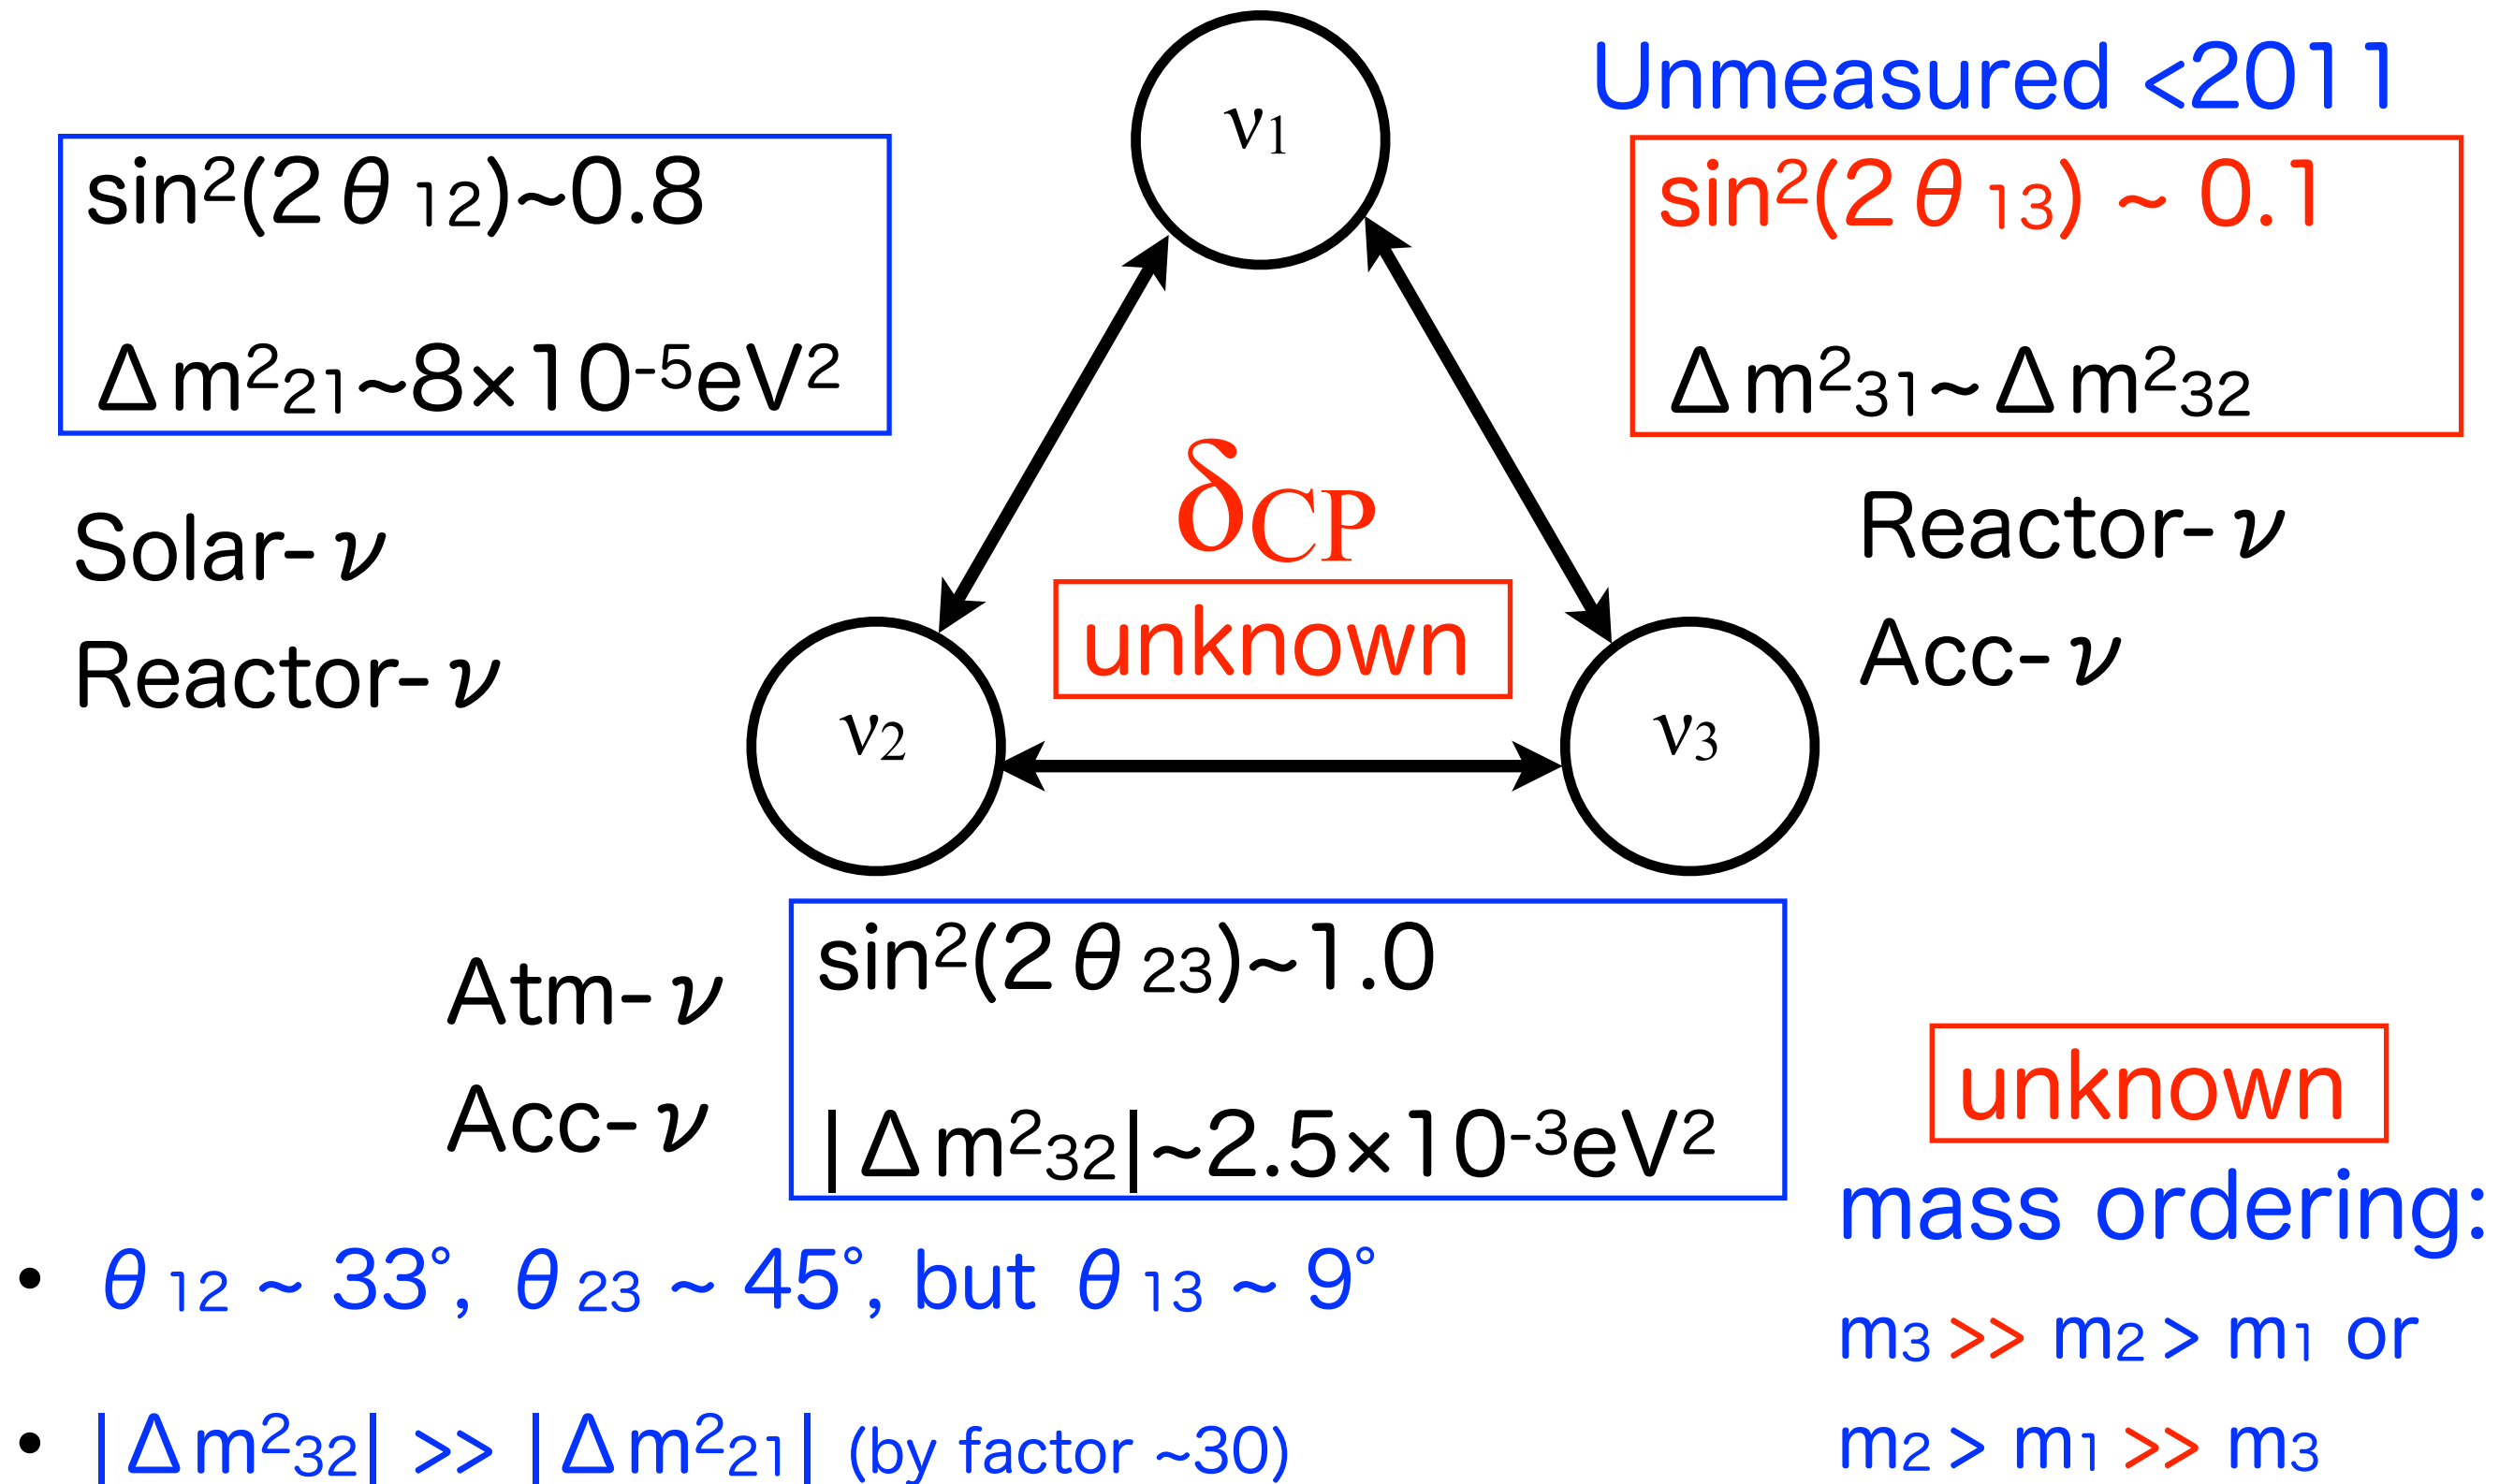 ν1
Unmeasured <2011
sin²(2θ12)~0.8
Δm²21~8×10⁻⁵eV²
sin²(2θ13) ~ 0.1
Δm²31~ Δm²32
Solar-ν
Reactor-ν
δCP
unknown
Reactor-ν
Acc-ν
ν2
ν3
Atm-ν
Acc-ν
sin²(2θ23)~1.0
|Δm²32|~2.5×10⁻³eV²
unknown
mass ordering:
m3 >> m2 > m1 or
m2 > m1 >> m3
• θ12 ~ 33°, θ23 ~ 45°, but θ13 ~ 9°
• |Δm²32| >> |Δm²21| (by factor ~30)